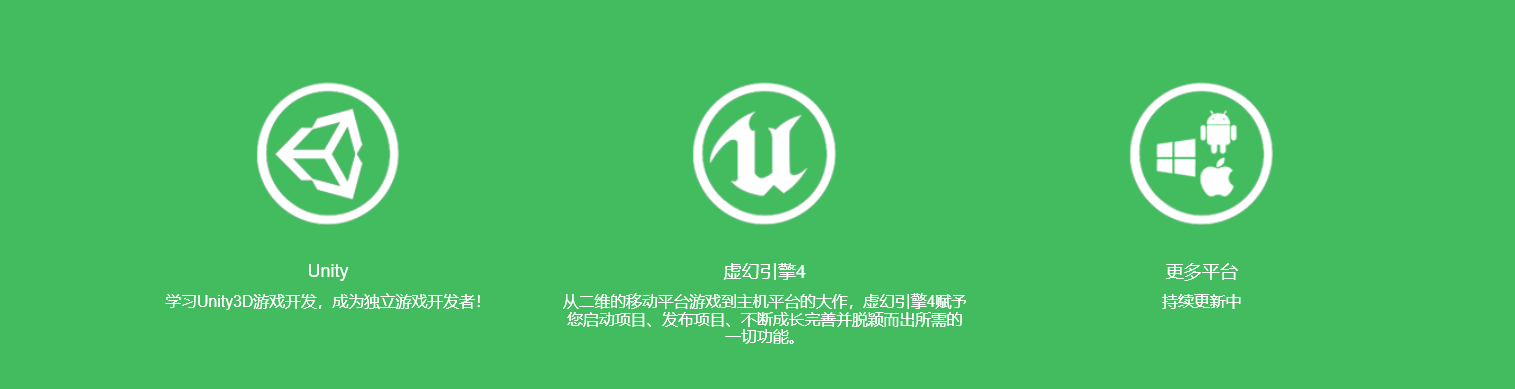 Unity
学习Unity3D游戏开发，成为独立游戏开发者！
虚幻引擎4
从二维的移动平台游戏到主机平台的大作，虚幻引擎4赋予
您启动项目、发布项目、不断成长完善并脱颖而出所需的
一切功能。
更多平台
持续更新中